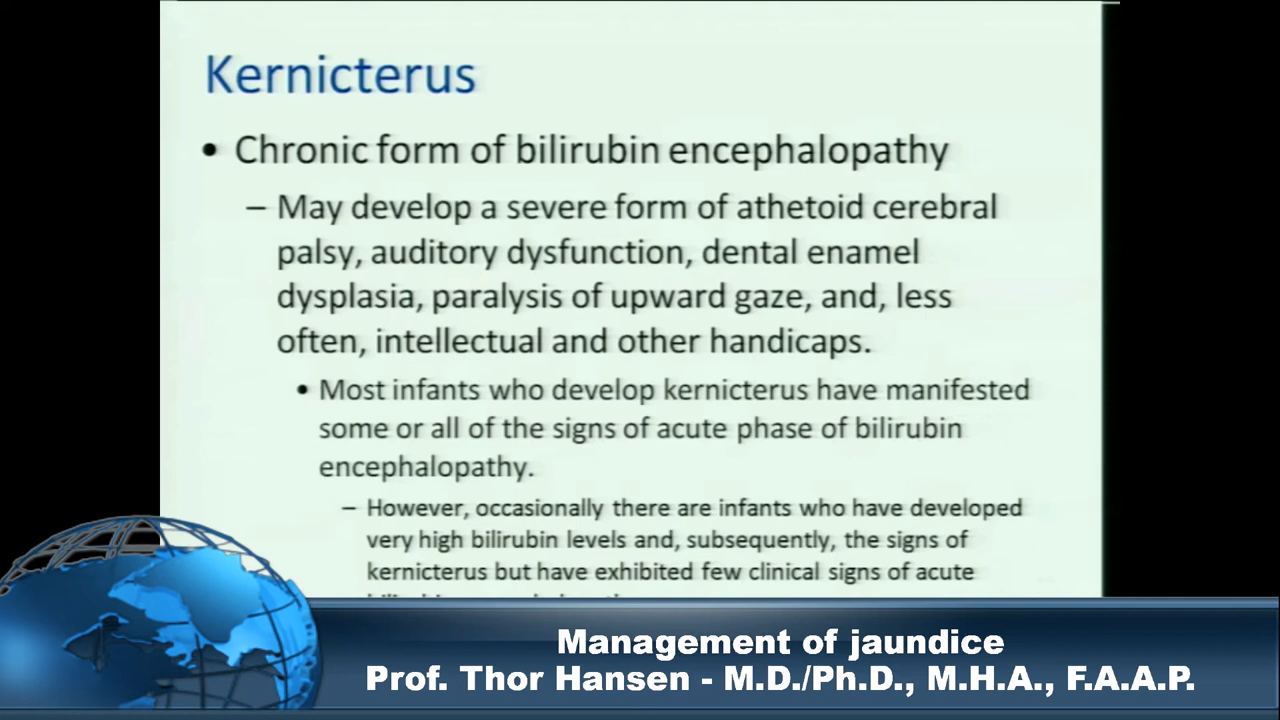 Kernicterus
• Chronic form of bilirubin encephalopathy
– May develop a severe form of athetoid cerebral
palsy, auditory dysfunction, dental enamel
dysplasia, paralysis of upward gaze, and, less
often, intellectual and other handicaps.
• Most infants who develop kernicterus have manifested
some or all of the signs of acute phase of bilirubin
encephalopathy.
– However, occasionally there are infants who have developed
very high bilirubin levels and, subsequently, the signs of
kernicterus but have exhibited few clinical signs of acute
Management of jaundice
Prof. Thor Hansen - M.D./Ph.D., M.H.A., F.A.A.P.